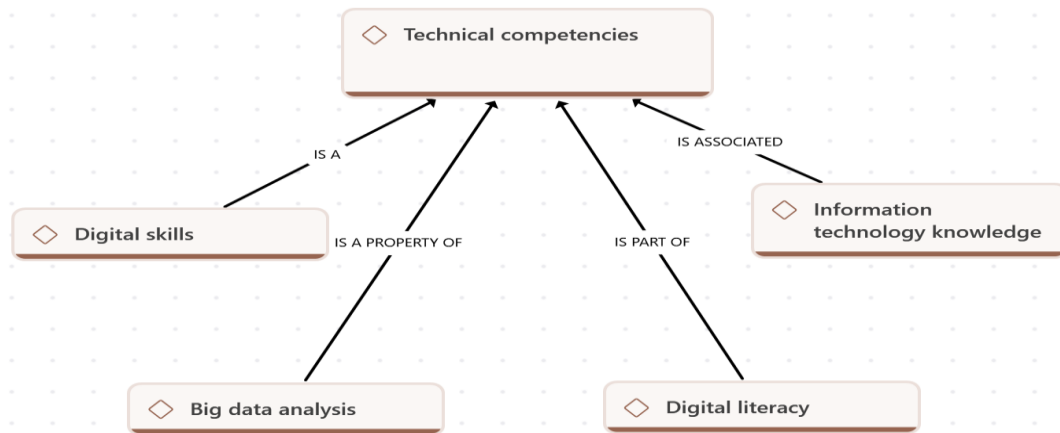 Technical competencies
IS A
IS ASSOCIATED
Digital skills
IS A PROPERTY OF
IS PART OF
Information
technology knowledge
Big data analysis
Digital literacy